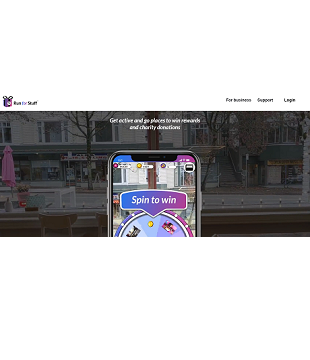 Run for Stuff
For business Support Login
Get active and go places to win rewards
and charity donations
Spin to win